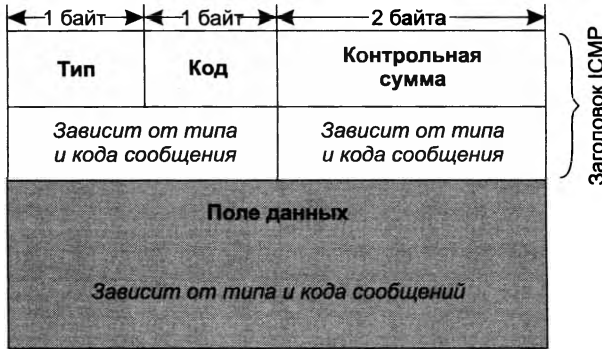 1 байт 1 байт 2 байта
Тип Код Контрольная
сумма
Зависит от типа Зависит от типа
и кода сообщения и кода сообщения
Заголовок ICMP
Поле данных
Зависит от типа и кода сообщений